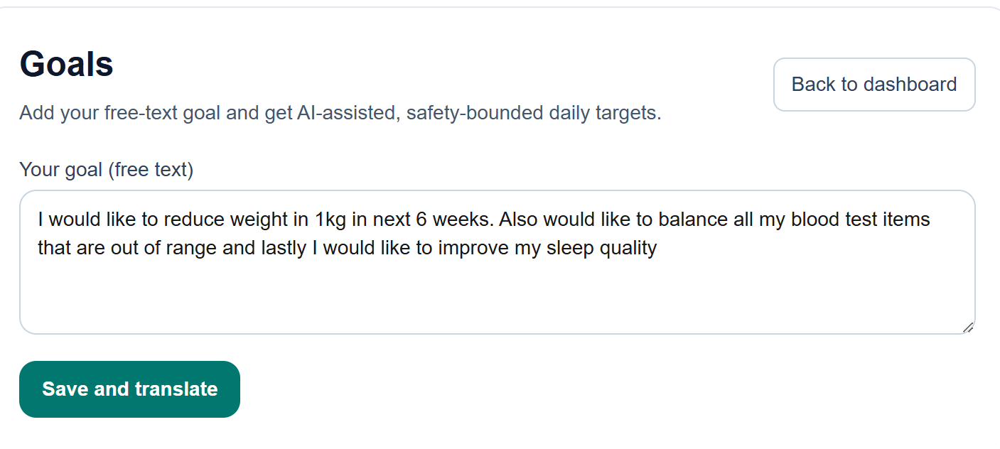 Goals
Back to dashboard
Add your free-text goal and get AI-assisted, safety-bounded daily targets.
Your goal (free text)
I would like to reduce weight in 1kg in next 6 weeks. Also would like to balance all my blood test items
that are out of range and lastly I would like to improve my sleep quality
Save and translate